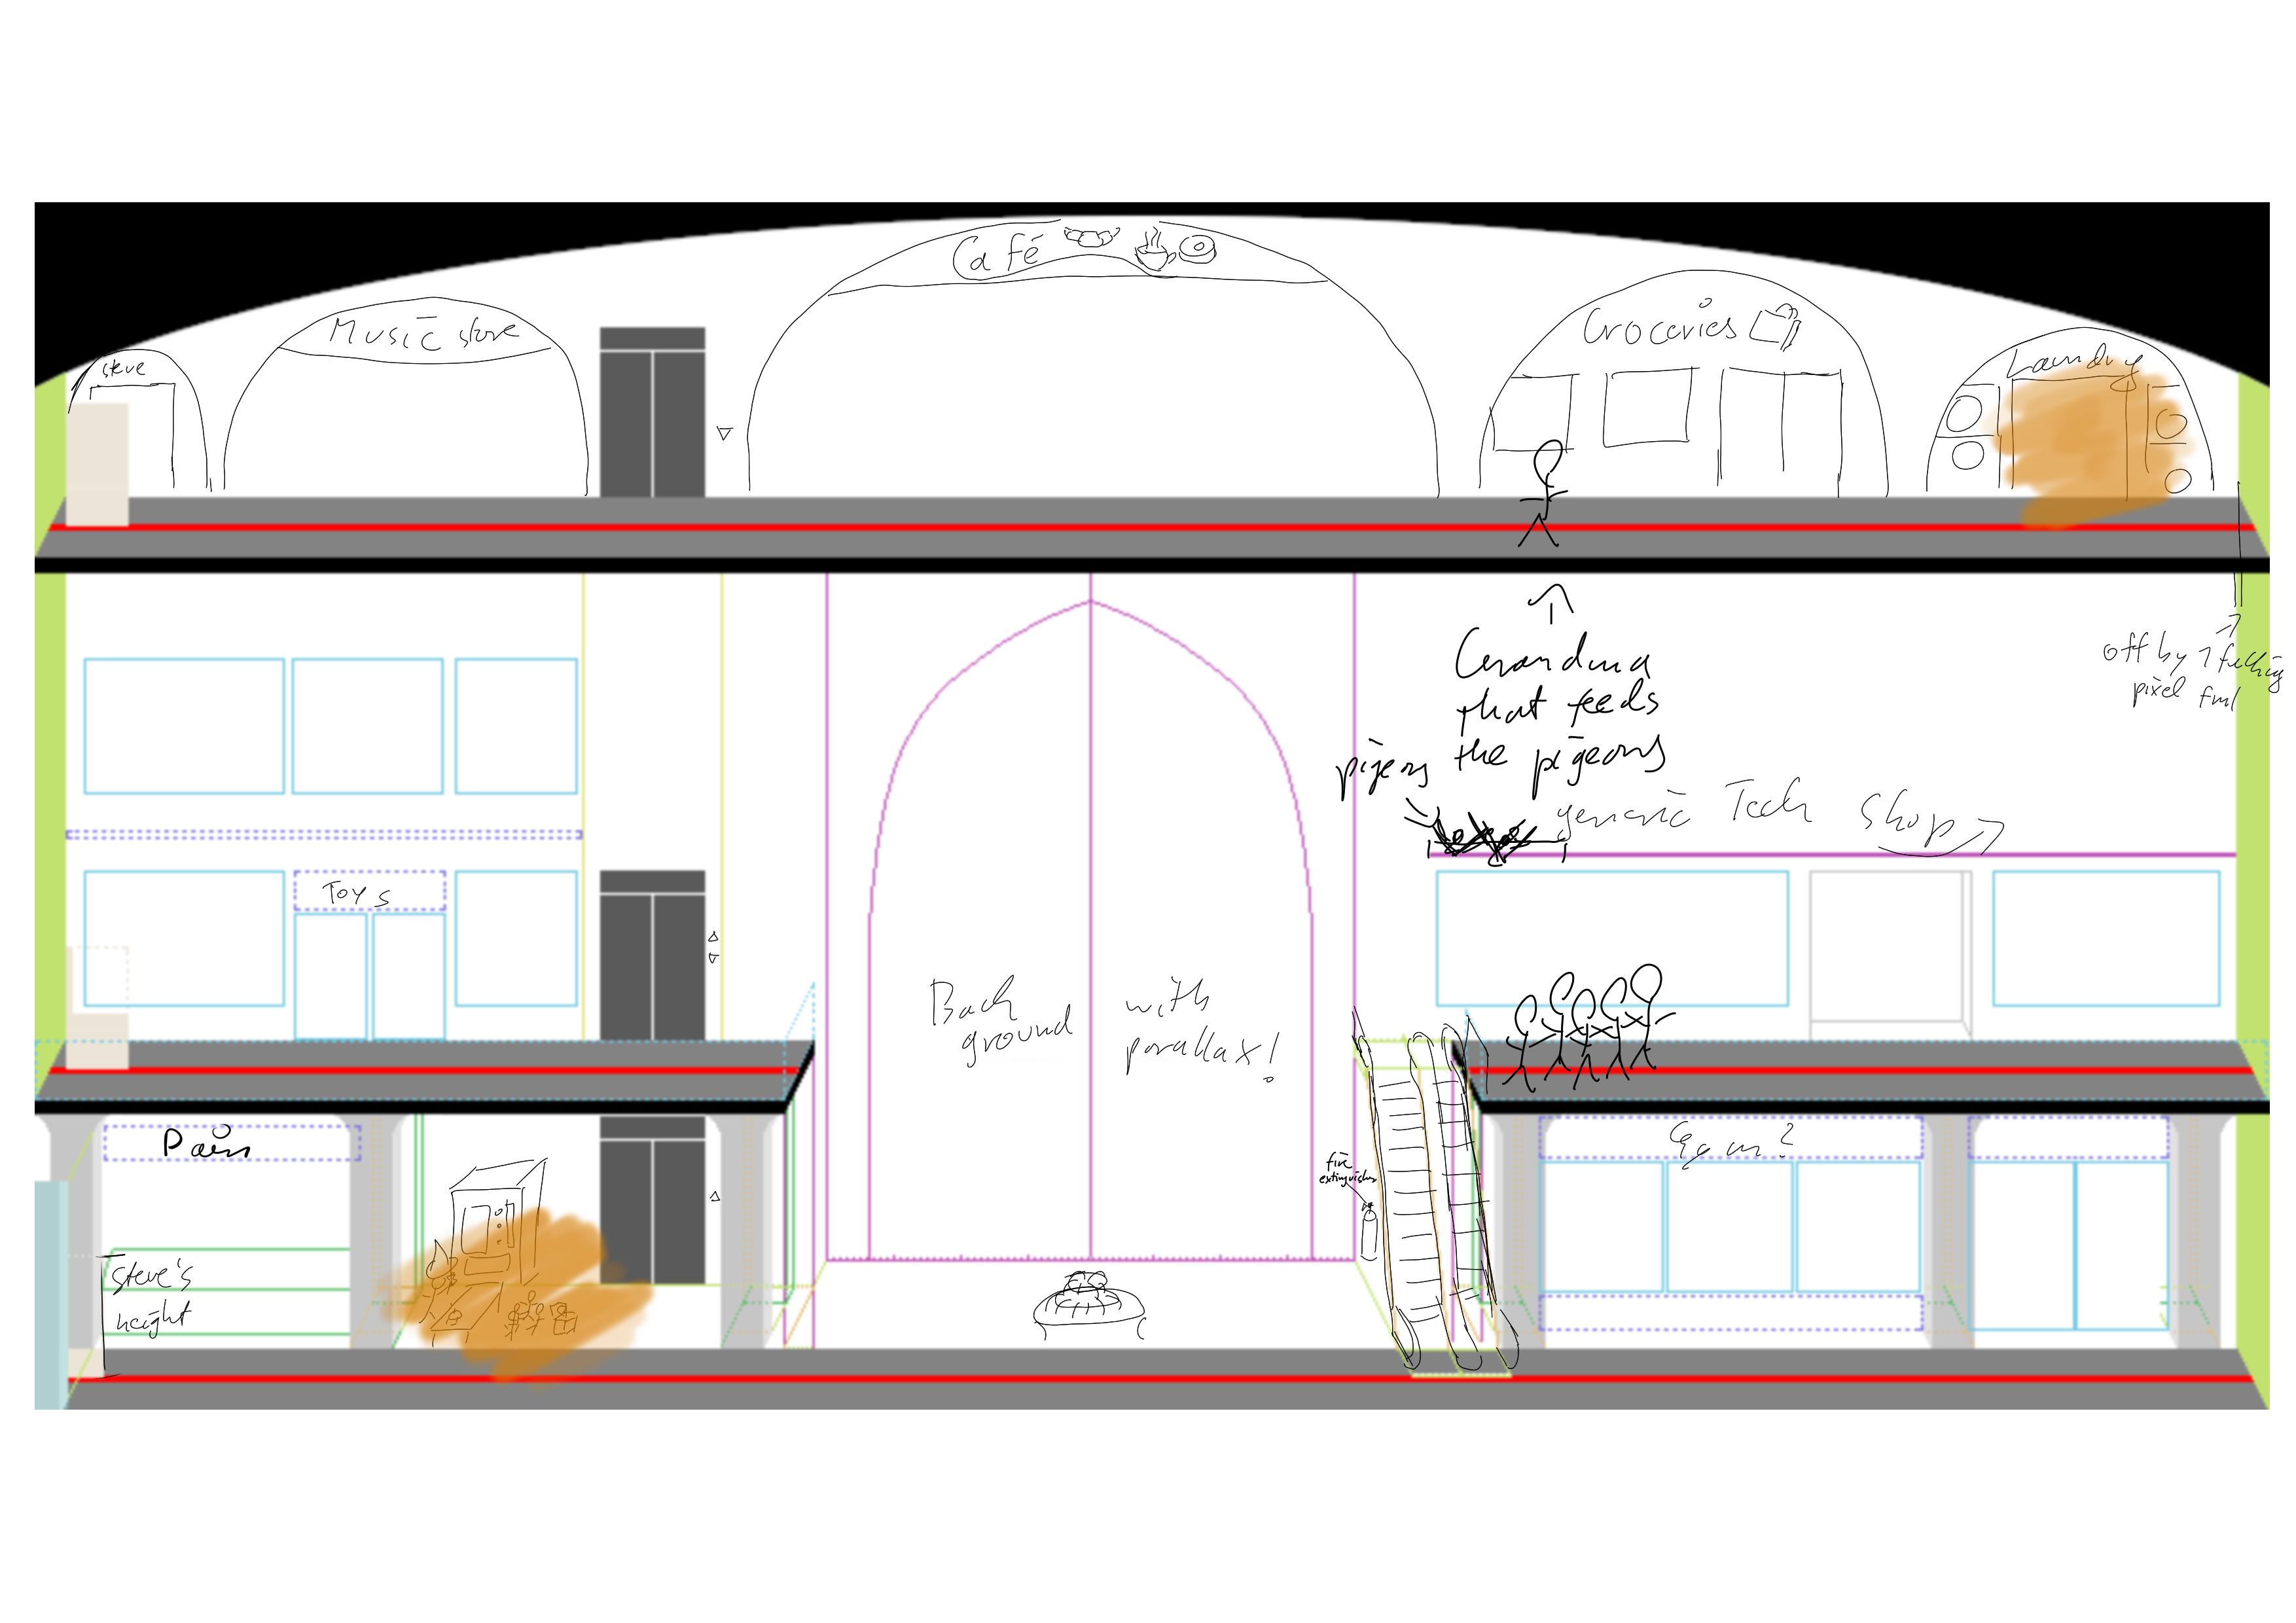 Café
Music store
Groceries
Steve
Laundry
Grandma
that feeds
the pigeons
pigeons
off by 1 fucking
pixel fml
generic Tech Shop
Toys
Back
ground
with
parallax!
Pain
fire
extinguisher
Steve's
height